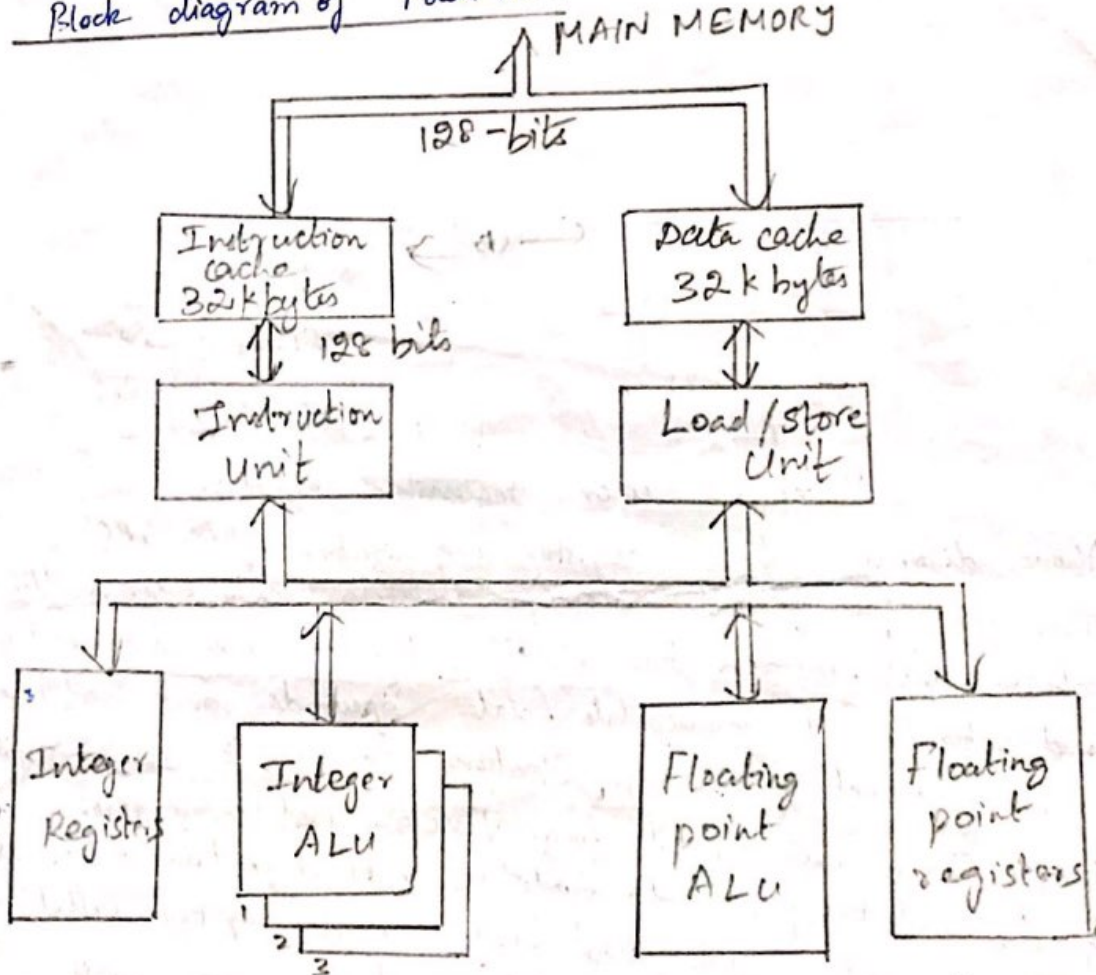 Block diagram of
MAIN MEMORY
128-bits
Instruction
cache
32k bytes
Data cache
32k bytes
128 bits
Instruction
Unit
Load/Store
Unit
Integer
Registers
Integer
ALU
1
2
3
Floating
point
ALU
Floating
point
registers